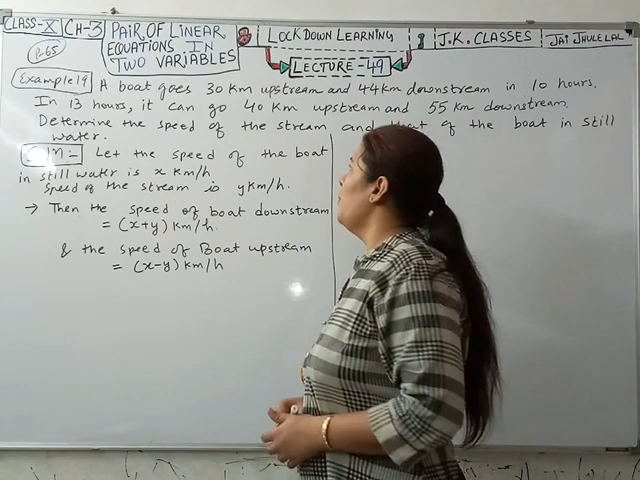 CLASS-X CH-3 PAIR OF LINEAR EQUATIONS IN TWO VARIABLES
LOCKDOWN LEARNING
J.K. CLASSES
JAI JHULELAL
LECTURE-49
P-65
Example 19 A boat goes 30 Km upstream and 44 Km downstream in 10 hours.
In 13 hours, it can go 40 Km upstream and 55 Km downstream.
Determine the speed of the stream and that of the boat in still
water.
Let the speed of the boat
in still water is x Km/h.
Speed of the stream is y Km/h.
→ Then the speed of boat downstream
= (x+y) Km/h.
& the speed of Boat upstream
= (x-y) Km/h